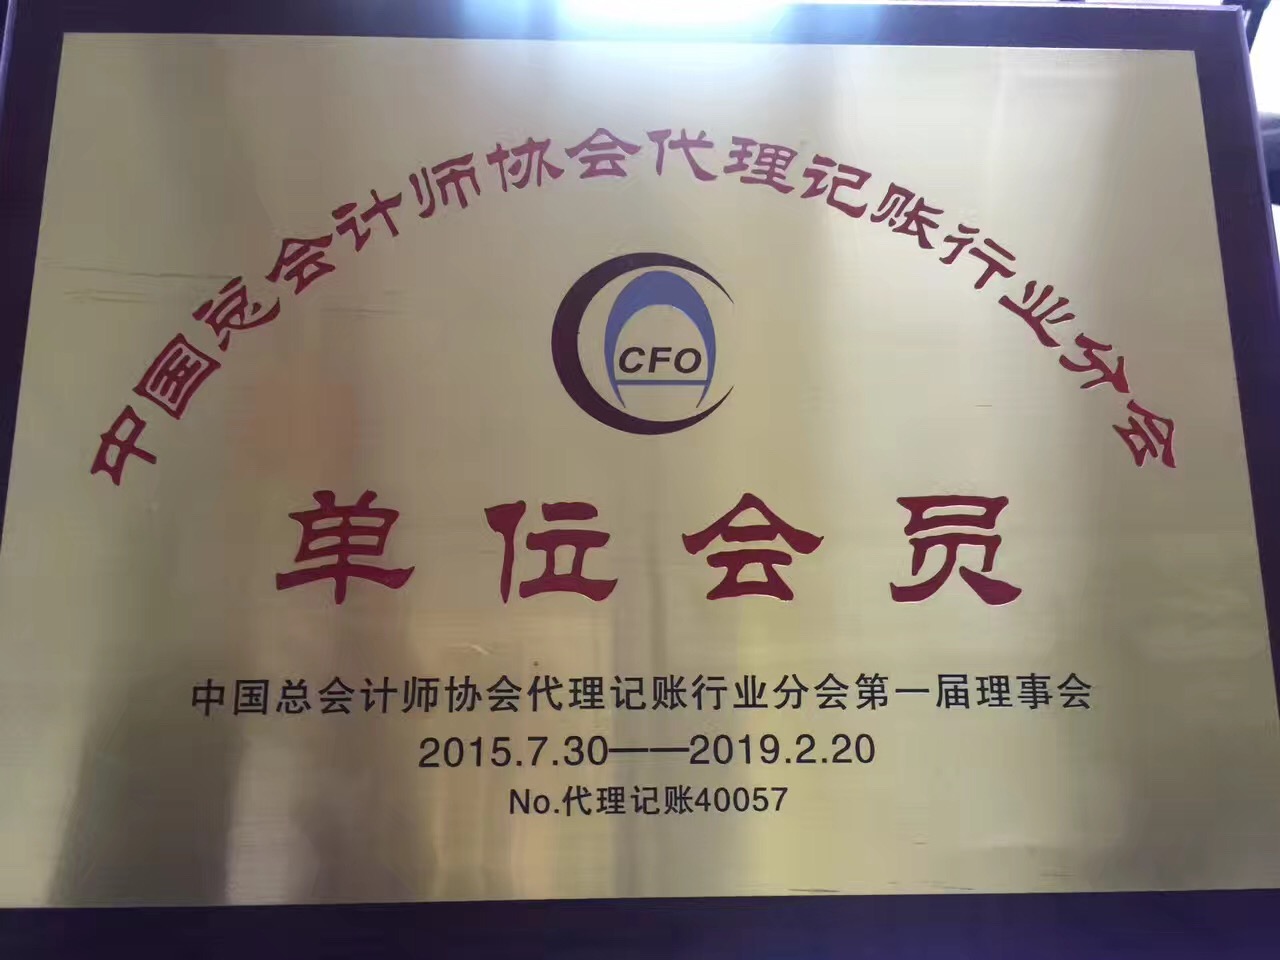 中国总会计师协会代理记账行业分会
CFO
单位会员
中国总会计师协会代理记账行业分会第一届理事会
2015.7.30——2019.2.20
No.代理记账40057